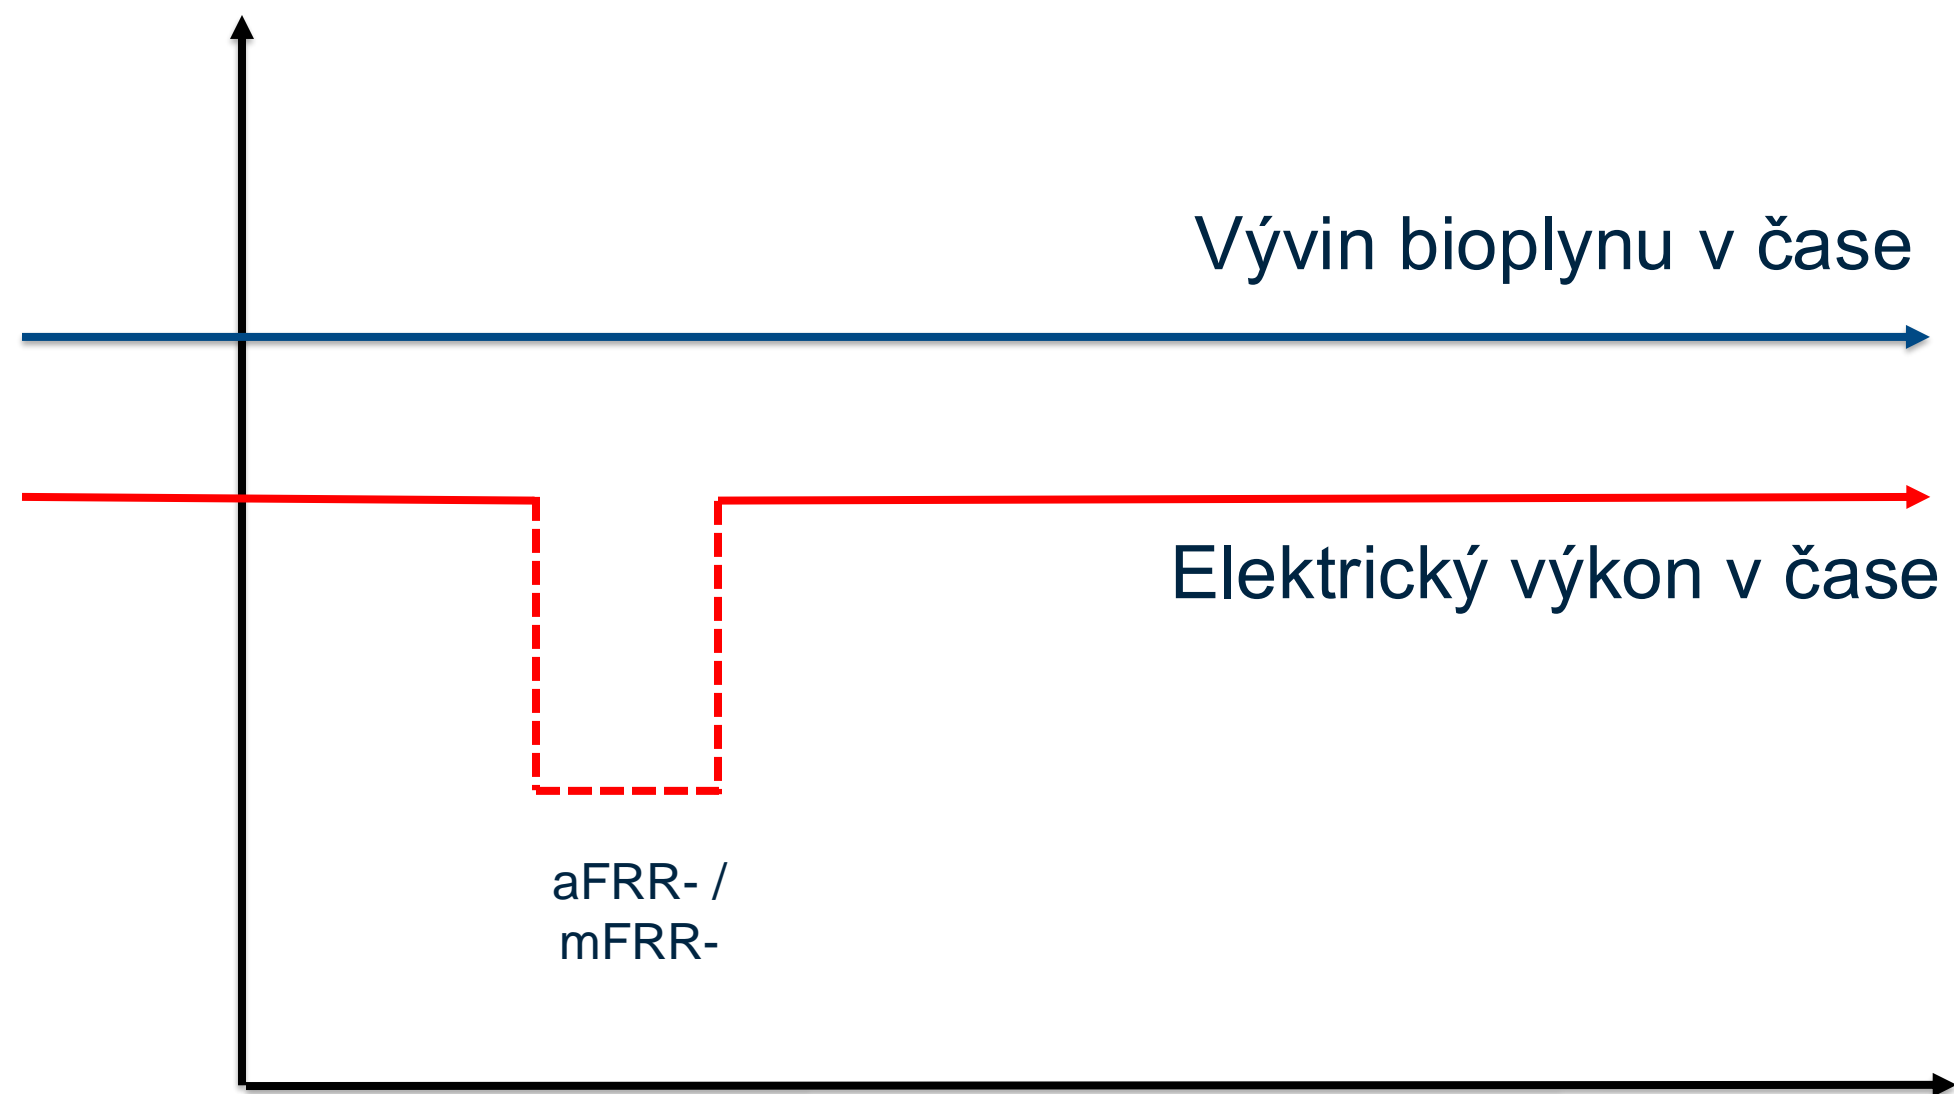 Vývin bioplynu v čase
Elektrický výkon v čase
aFRR- /
mFRR-